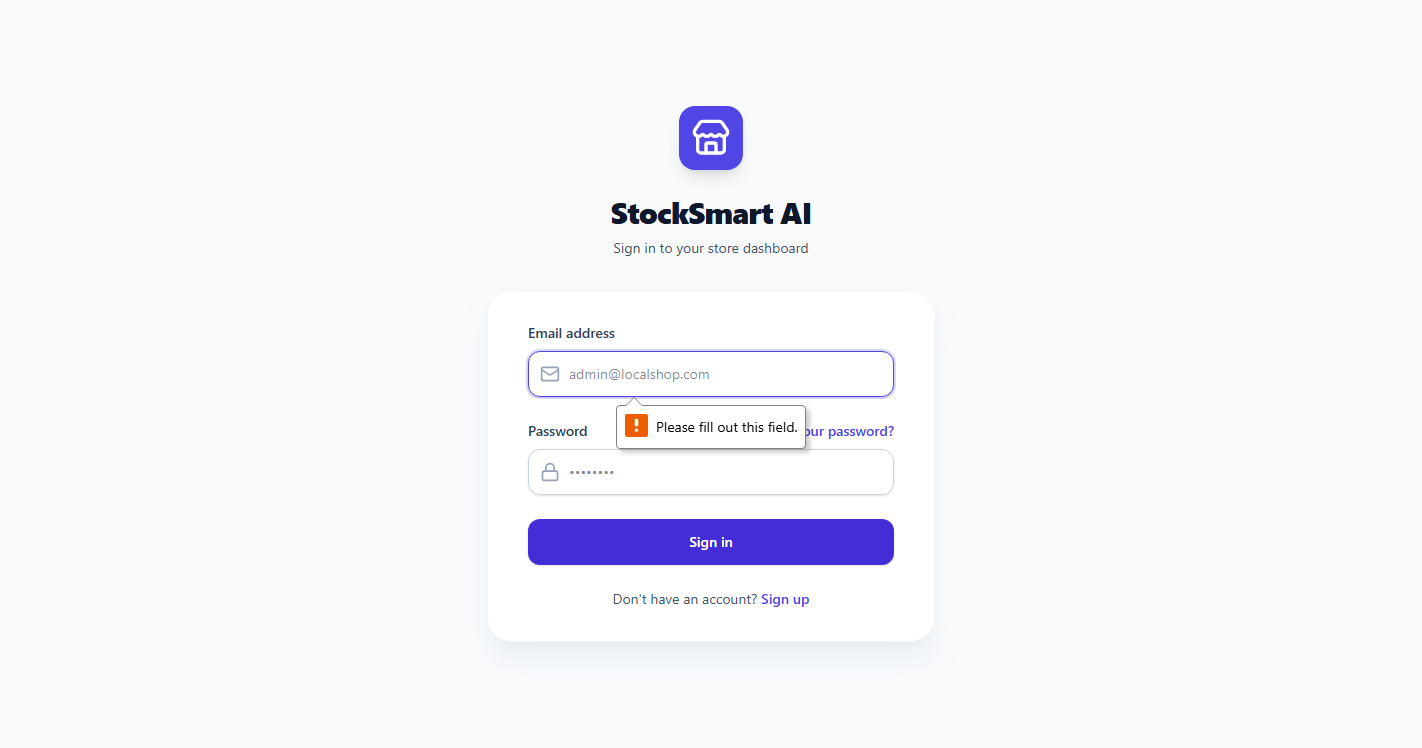 StockSmart AI
Sign in to your store dashboard
Email address
admin@localshop.com
Please fill out this field.
Password
our password?
••••••••
Sign in
Don't have an account? Sign up